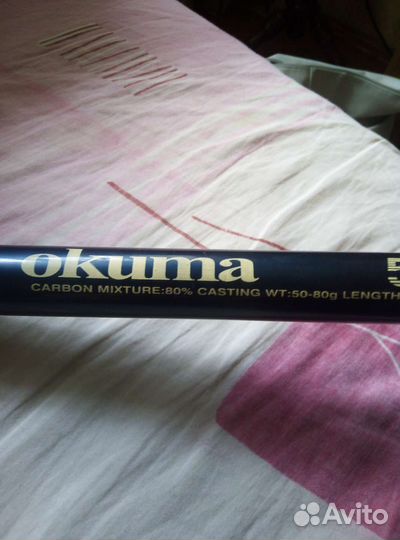 okuma
CARBON MIXTURE:80% CASTING WT:50-80g LENGTH
Avito